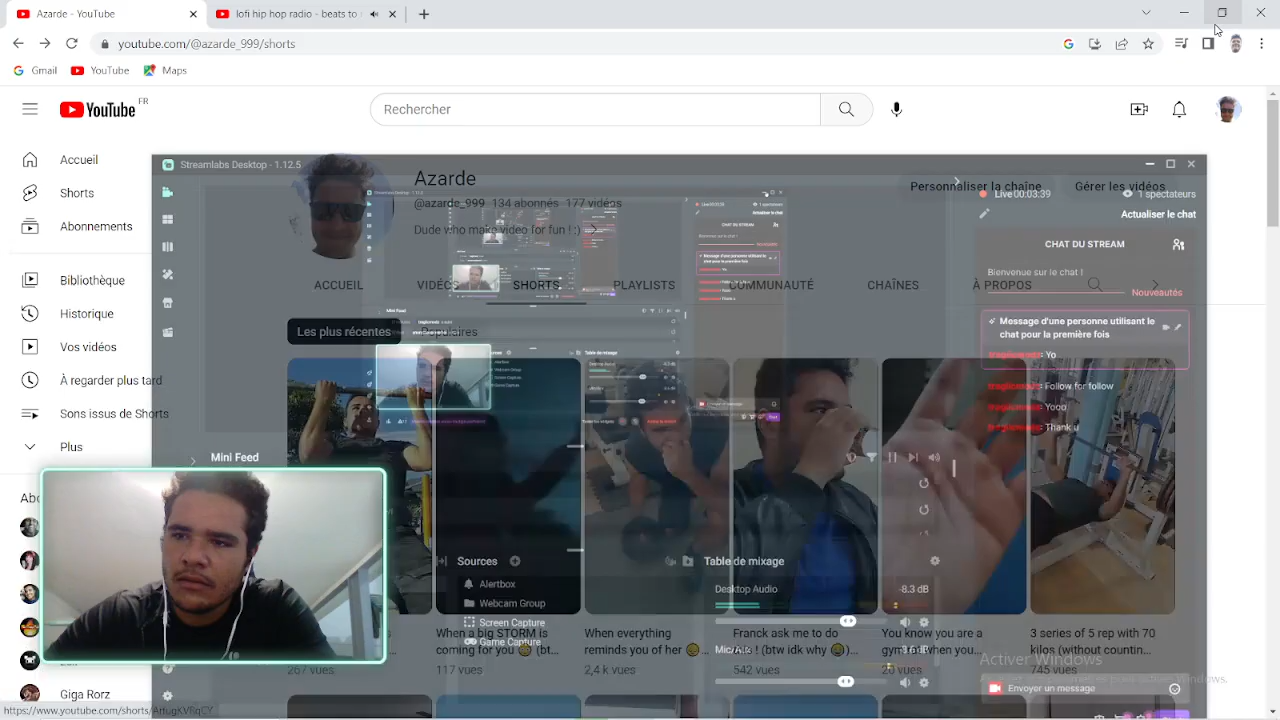 Azarde - YouTube
lofi hip hop radio - beats to
youtube.com/@azarde_999/shorts
Gmail YouTube Maps
YouTube FR
Rechercher
Accueil
Shorts
Abonnements
Bibliothèque
Historique
Vos vidéos
À regarder plus tard
Sons issus de Shorts
Plus
Giga Rorz
Streamlabs Desktop - 1.12.5
Azarde
@azarde_999 134 abonnés 177 vidéos
Dude who make video for fun ! :)
Personnaliser la chaîne Gérer les vidéos
ACCUEIL SHORTS PLAYLISTS COMMUNAUTÉ CHAÎNES À PROPOS
Les plus récentes Populaires
Live 00:03:39 1 spectateurs
Actualiser le chat
CHAT DU STREAM
Bienvenue sur le chat !
Nouveautés
Message d'une personne utilisant le
chat pour la première fois
: Yo
: Follow for follow
: Yooo
: Thank u
Mini Feed
Sources
Alertbox
Webcam Group
Screen Capture
Game Capture
Table de mixage
Desktop Audio -8.3 dB
Mic/Aux
When a big STORM is
coming for you (btw
117 vues
When everything
reminds you of her
2,4 k vues
Franck ask me to do
! (btw idk why
542 vues
You know you are a
3 series of 5 rep with 70
kilos (without countin...
745 vues
267 vues
Activer Windows
Envoyer un message
https://www.youtube.com/shorts/